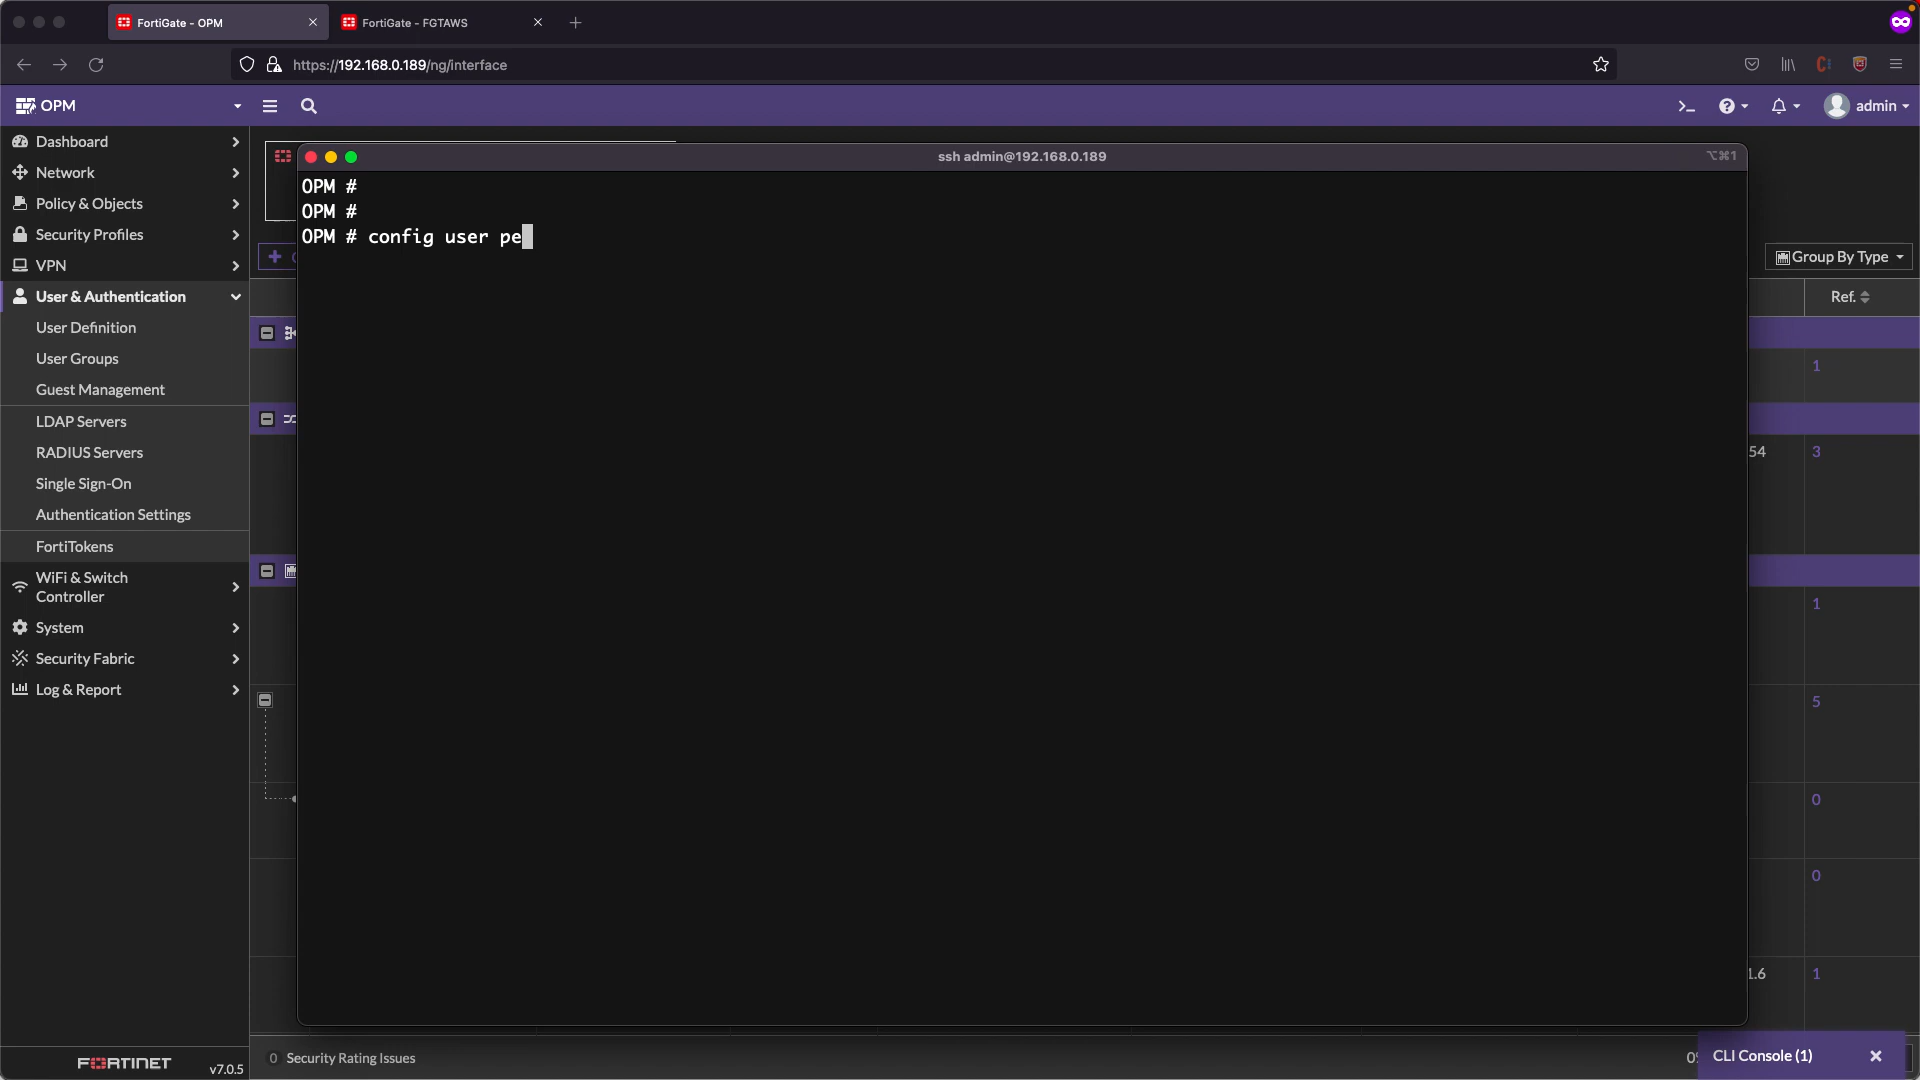 FortiGate - OPM
FortiGate - FGTAWS
https://192.168.0.189/ng/interface
OPM
admin
Dashboard
Network
Policy & Objects
Security Profiles
VPN
User & Authentication
User Definition
User Groups
Guest Management
LDAP Servers
RADIUS Servers
Single Sign-On
Authentication Settings
FortiTokens
WiFi & Switch
Controller
System
Security Fabric
Log & Report
FORTINET
v7.0.5
ssh admin@192.168.0.189
⌥⌘1
OPM #
OPM #
OPM # config user pe
Group By Type
Ref.
1
54 3
1
5
0
0
1.6 1
0 Security Rating Issues
0%
CLI Console (1)